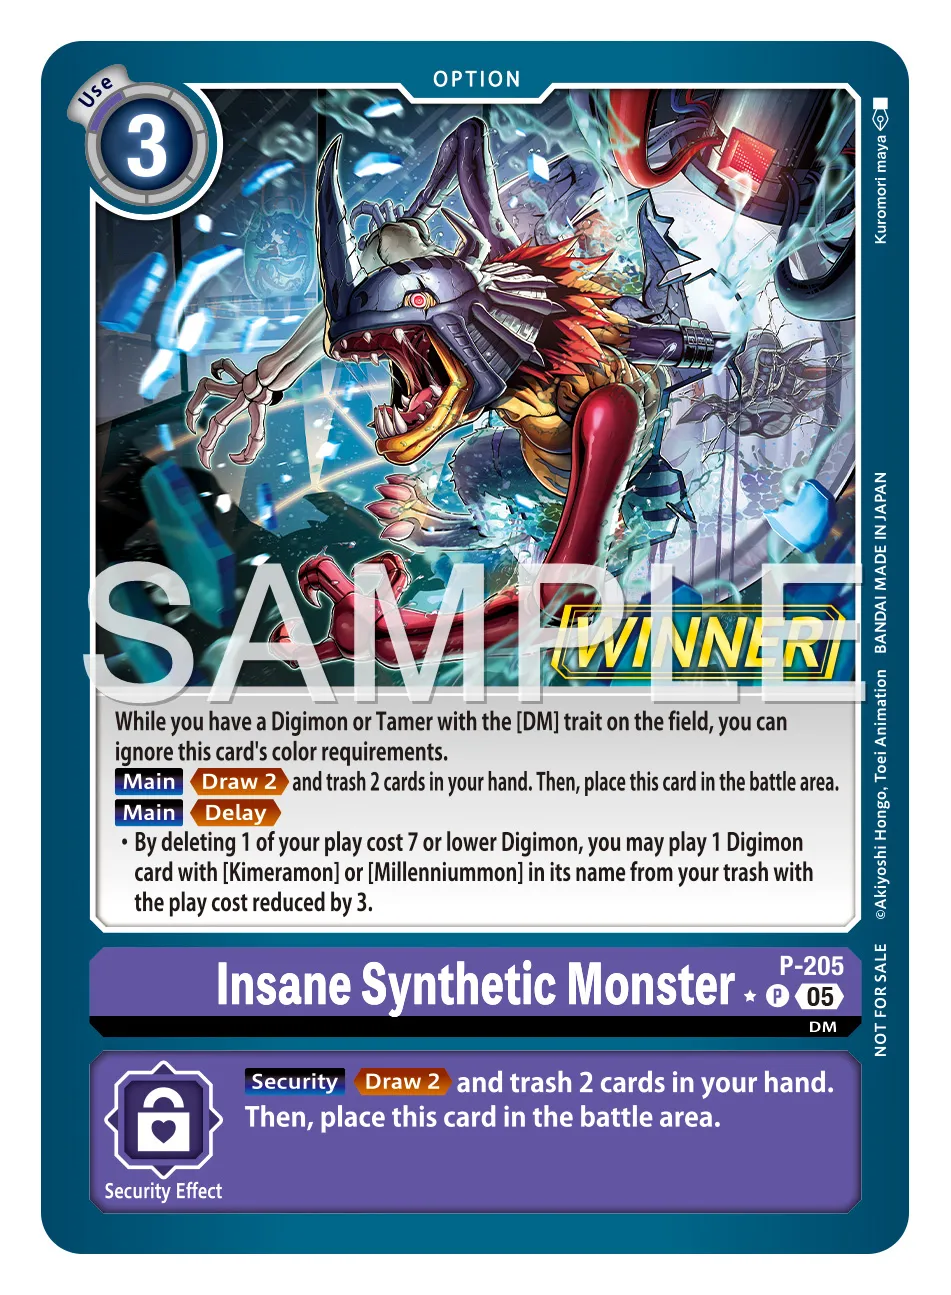 OPTION
Use
3
Kuromori maya
SAMPLE
WINNER
While you have a Digimon or Tamer with the [DM] trait on the field, you can
ignore this card's color requirements.
Main Draw 2 and trash 2 cards in your hand. Then, place this card in the battle area.
Main Delay
・By deleting 1 of your play cost 7 or lower Digimon, you may play 1 Digimon
card with [Kimeramon] or [Millenniummon] in its name from your trash with
the play cost reduced by 3.
©Akiyoshi Hongo, Toei Animation BANDAI MADE IN JAPAN
NOT FOR SALE
P-205
Insane Synthetic Monster ★ P 05
DM
Security Draw 2 and trash 2 cards in your hand.
Then, place this card in the battle area.
Security Effect